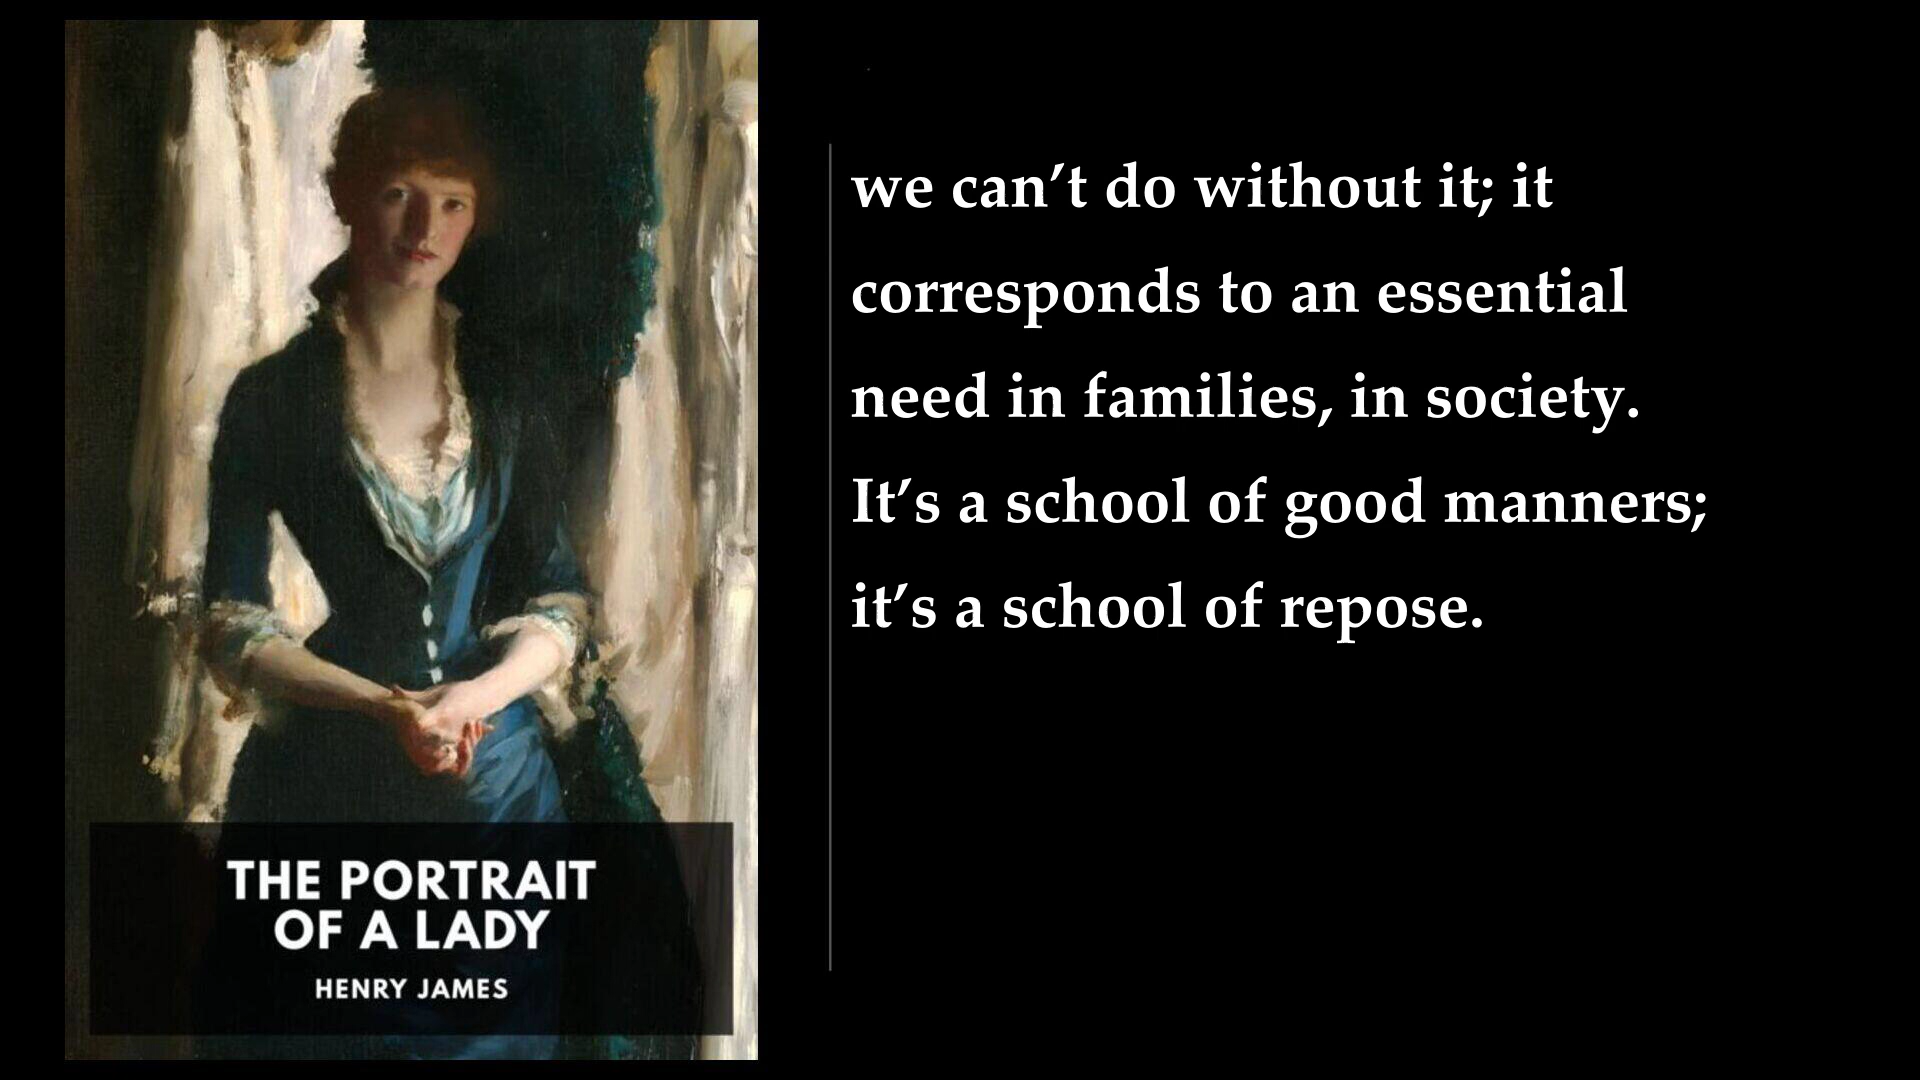 THE PORTRAIT
OF A LADY
HENRY JAMES
we can’t do without it; it
corresponds to an essential
need in families, in society.
It’s a school of good manners;
it’s a school of repose.